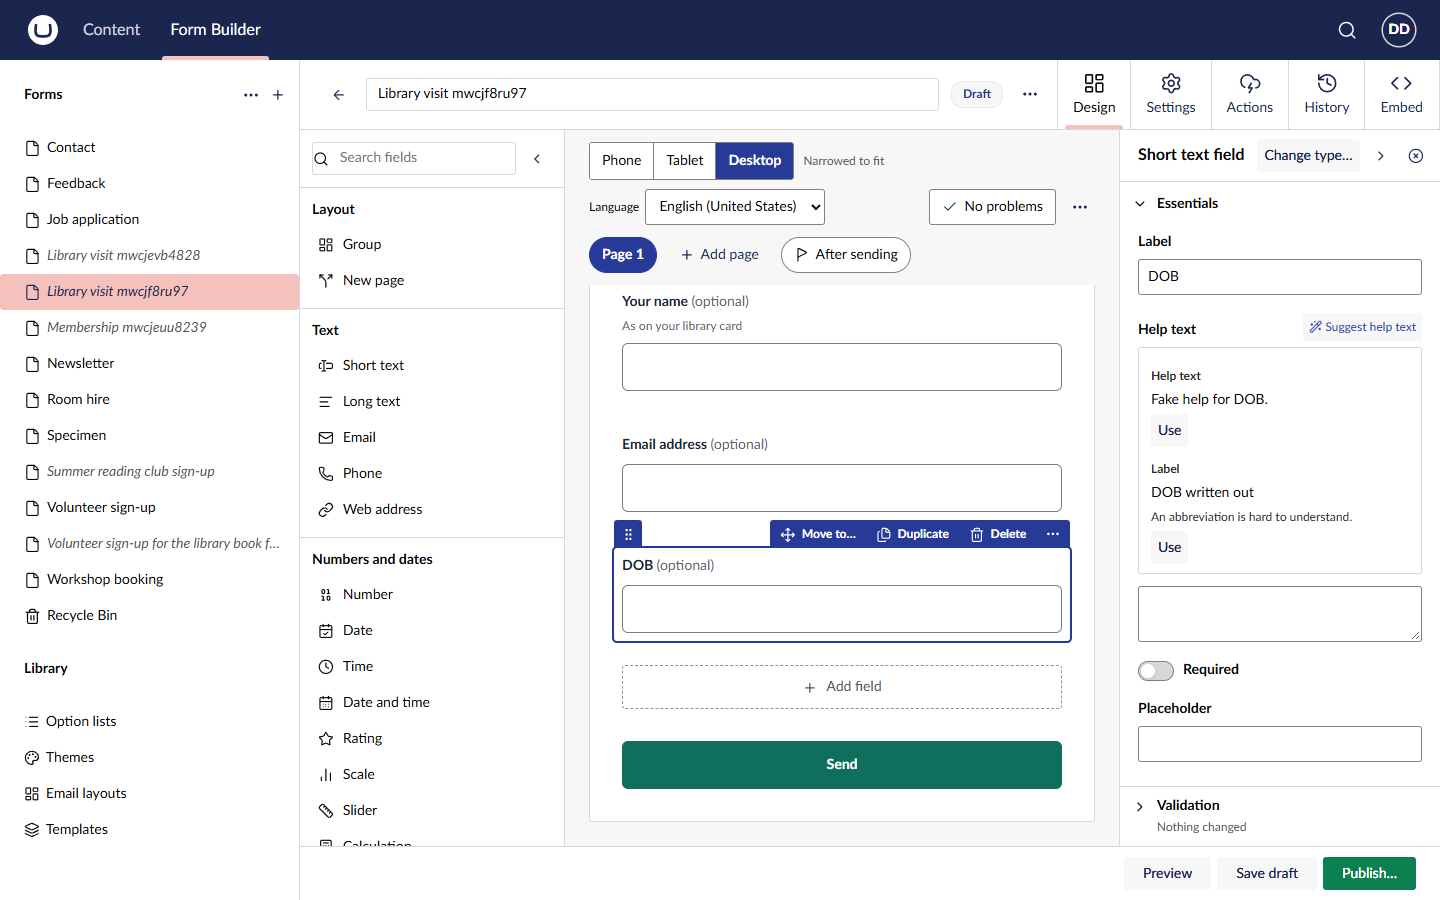 Content
Form Builder
DD
Forms
Contact
Feedback
Job application
Library visit mwcjevb4828
Library visit mwcjf8ru97
Membership mwcjeuu8239
Newsletter
Room hire
Specimen
Summer reading club sign-up
Volunteer sign-up
Volunteer sign-up for the library book f...
Workshop booking
Recycle Bin
Library
Option lists
Themes
Email layouts
Templates
Library visit mwcjf8ru97
Draft
Design
Settings
Actions
History
Embed
Search fields
Layout
Group
New page
Text
Short text
Long text
Email
Phone
Web address
Numbers and dates
Number
Date
Time
Date and time
Rating
Scale
Slider
Calculation
Phone
Tablet
Desktop
Narrowed to fit
Language
English (United States)
No problems
Page 1
Add page
After sending
Your name (optional)
As on your library card
Email address (optional)
Move to...
Duplicate
Delete
DOB (optional)
Add field
Send
Short text field
Change type...
Essentials
Label
DOB
Help text
Suggest help text
Help text
Fake help for DOB.
Use
Label
DOB written out
An abbreviation is hard to understand.
Use
Required
Placeholder
Validation
Nothing changed
Preview
Save draft
Publish...